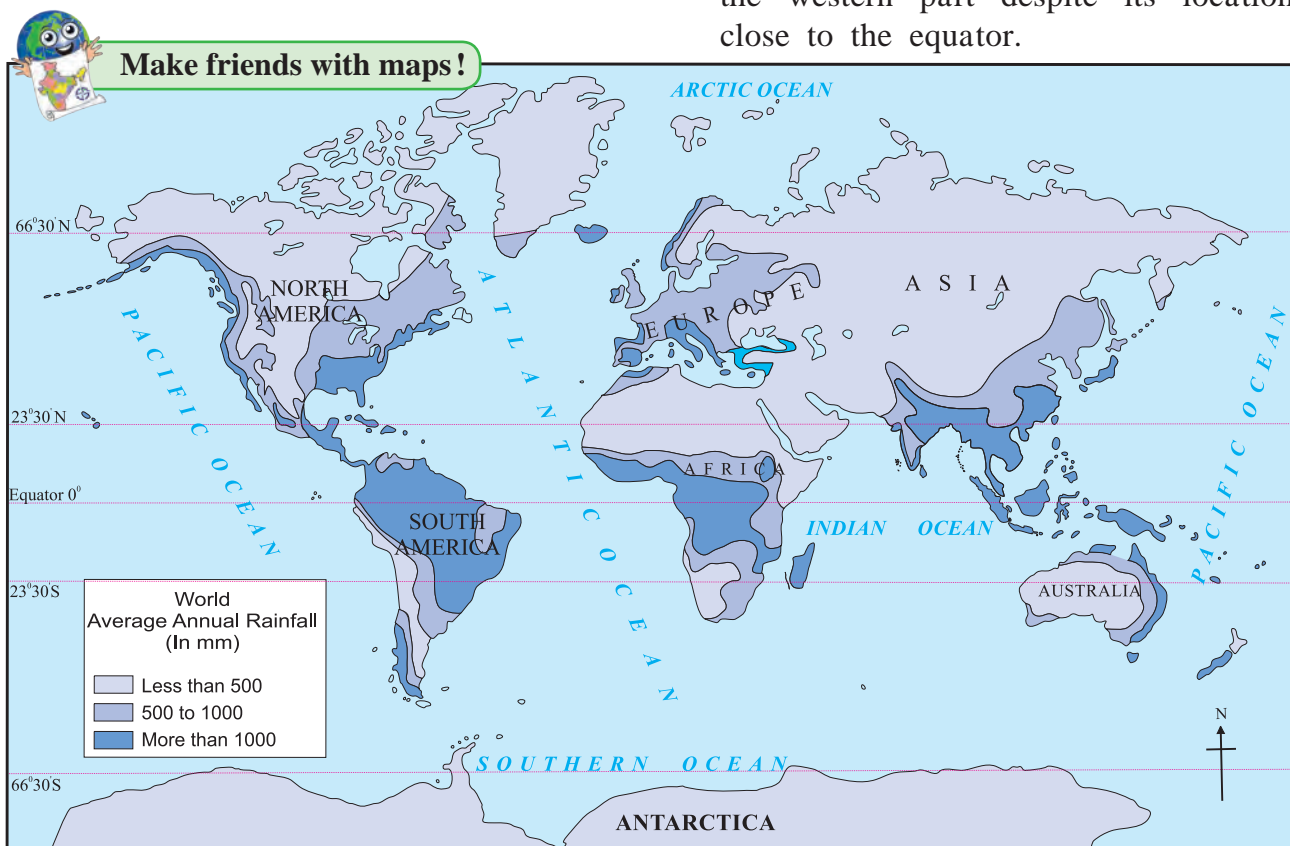 the western part despite its location
close to the equator.
Make friends with maps!
ARCTIC OCEAN
66°30'N
NORTH
AMERICA
ATLANTIC OCEAN
EUROPE
ASIA
PACIFIC OCEAN
PACIFIC OCEAN
23°30'N
AFRICA
Equator 0°
SOUTH
AMERICA
INDIAN OCEAN
23°30'S
AUSTRALIA
World
Average Annual Rainfall
(In mm)
Less than 500
500 to 1000
More than 1000
N
SOUTHERN OCEAN
66°30'S
ANTARCTICA